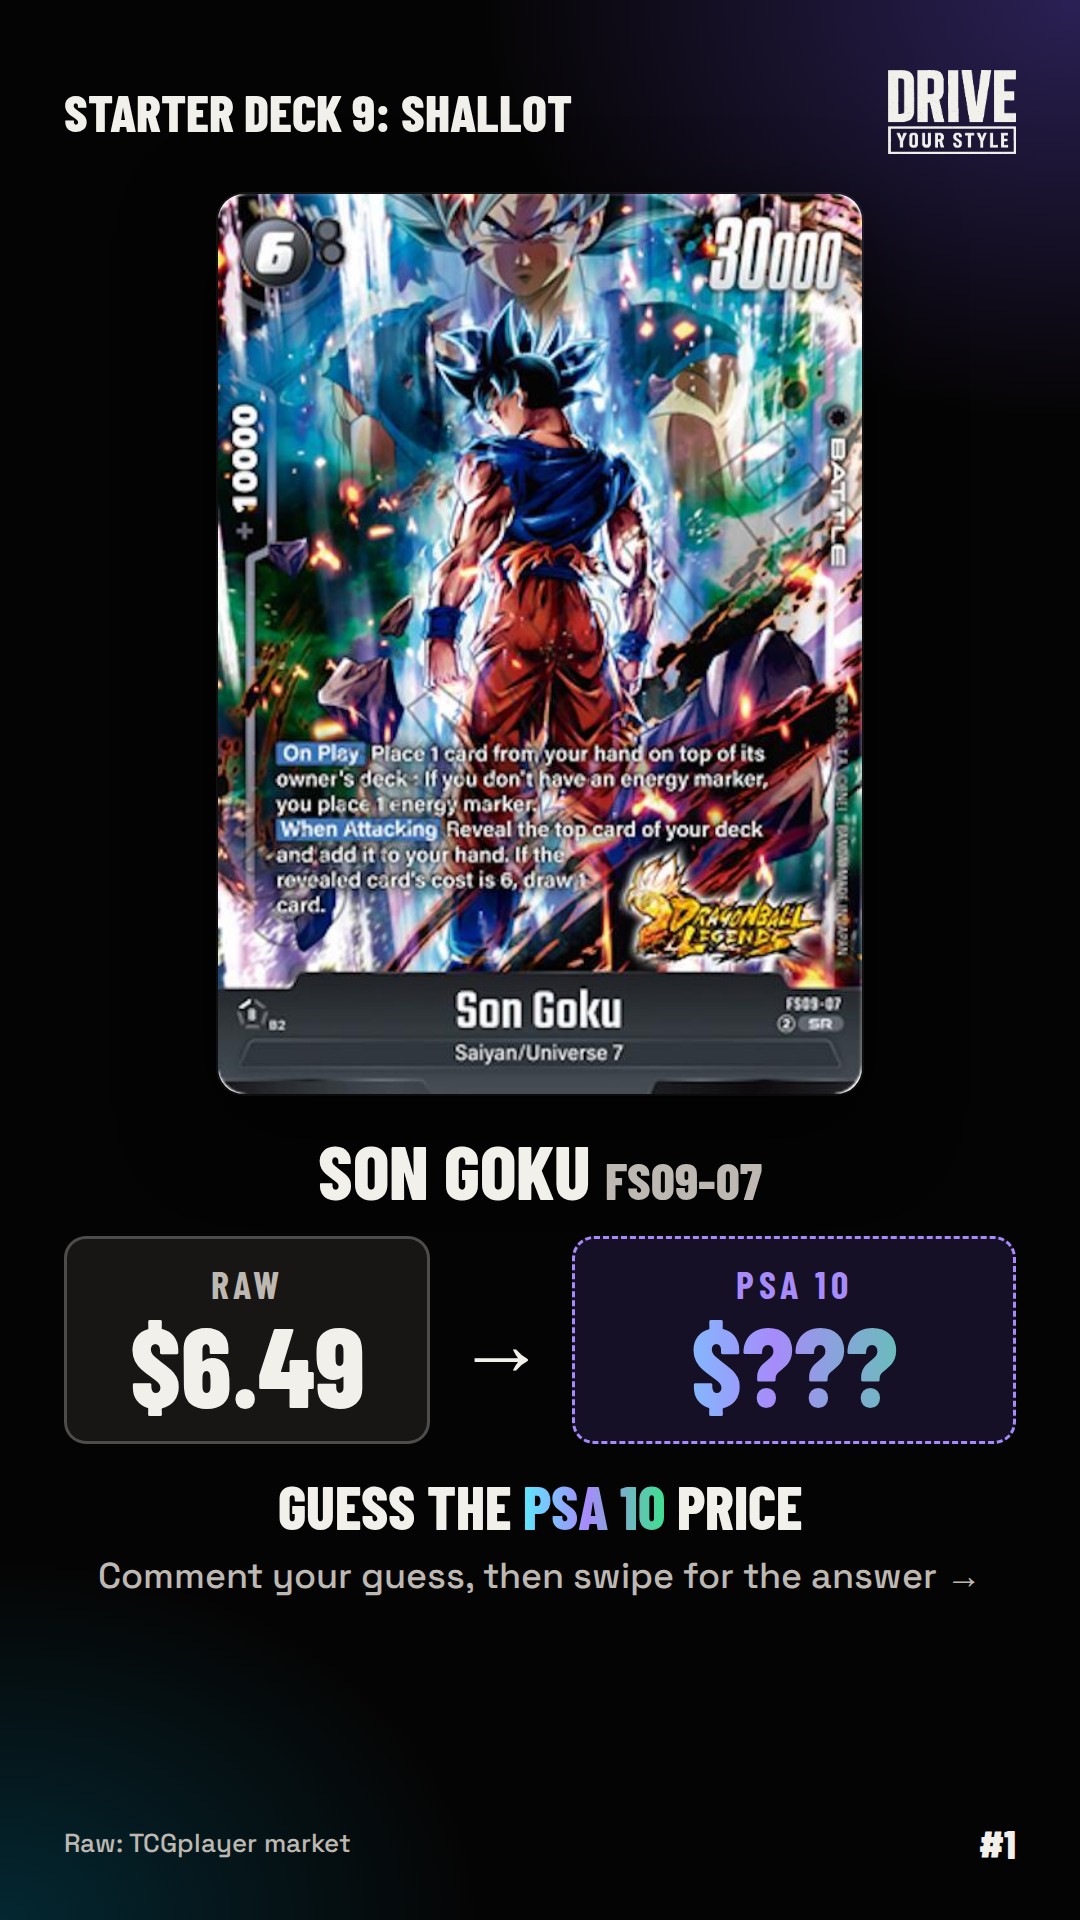 STARTER DECK 9: SHALLOT
DRIVE
YOUR STYLE
6
30000
+ 10000
BATTLE
On Play Place 1 card from your hand on top of its
owner's deck : If you don't have an energy marker,
you place 1 energy marker.
When Attacking Reveal the top card of your deck
and add it to your hand. If the
revealed card's cost is 6, draw 1
card.
DRAGONBALL
LEGENDS
B2
Son Goku
FS09-07
2 SR
Saiyan/Universe 7
SON GOKU FS09-07
RAW
$6.49
→
PSA 10
$???
GUESS THE PSA 10 PRICE
Comment your guess, then swipe for the answer →
Raw: TCGplayer market
#1